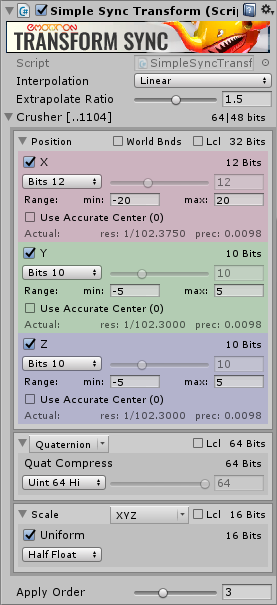 Simple Sync Transform (Scri
emotitron
TRANSFORM SYNC
Script SimpleSyncTransf
Interpolation Linear
Extrapolate Ratio 1.5
Crusher [..1104] 64|48 bits
Position World Bnds Lcl 32 Bits
X 12 Bits
Bits 12 12
Range: min: -20 max: 20
Use Accurate Center (0)
Actual: res: 1/102.3750 prec: 0.0098
Y 10 Bits
Bits 10 10
Range: min: -5 max: 5
Use Accurate Center (0)
Actual: res: 1/102.3000 prec: 0.0098
Z 10 Bits
Bits 10 10
Range: min: -5 max: 5
Use Accurate Center (0)
Actual: res: 1/102.3000 prec: 0.0098
Quaternion Lcl 64 Bits
Quat Compress 64 Bits
Uint 64 Hi 64
Scale XYZ Lcl 16 Bits
Uniform 16 Bits
Half Float
Apply Order 3